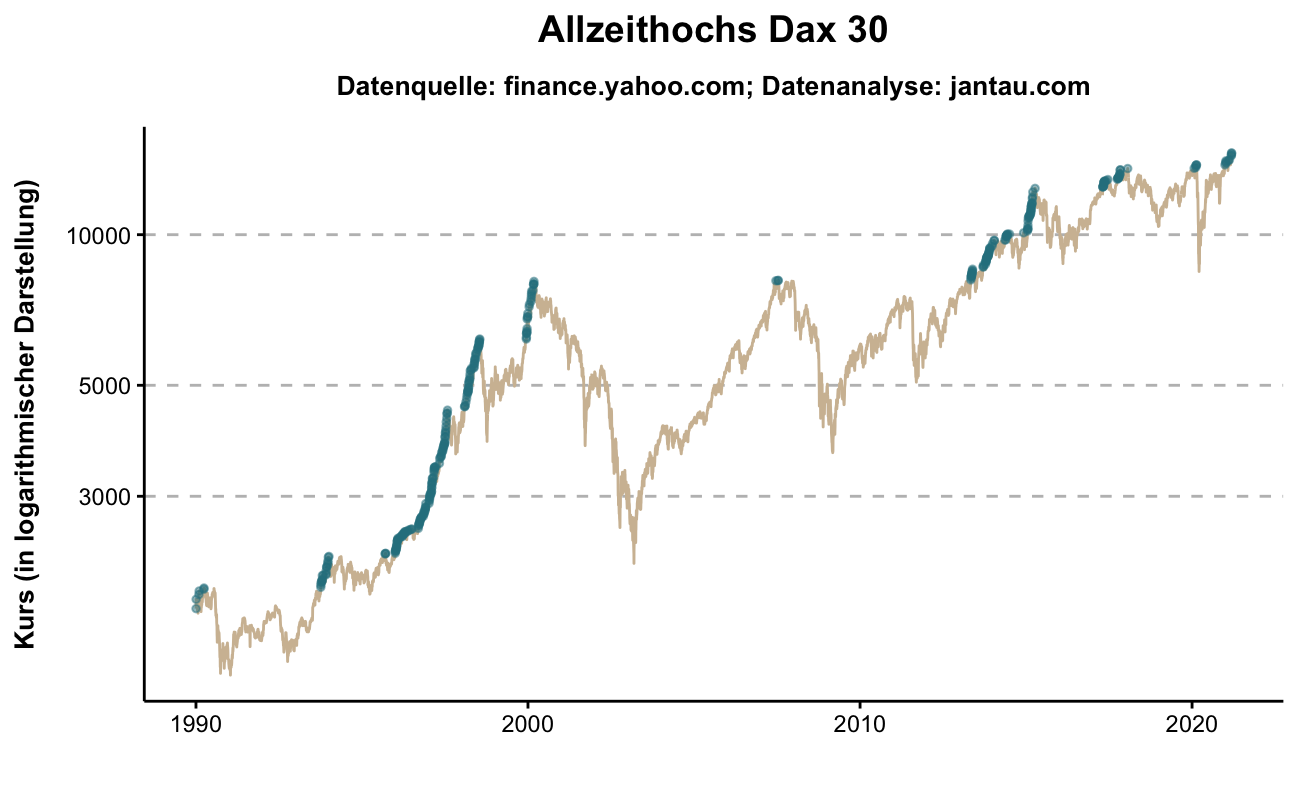 Allzeithochs Dax 30
Datenquelle: finance.yahoo.com; Datenanalyse: jantau.com
Kurs (in logarithmischer Darstellung)
10000
5000
3000
1990 2000 2010 2020